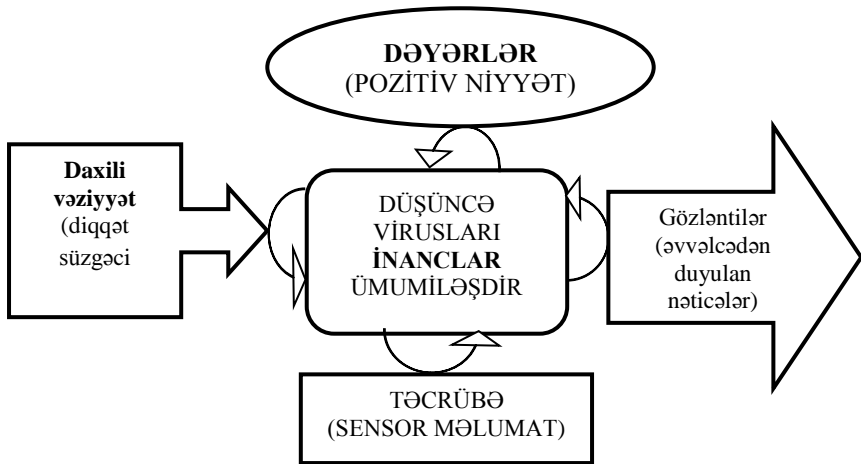 DƏYƏRLƏR
(POZİTİV NİYYƏT)
Daxili
vəziyyət
(diqqət
süzgəci
DÜŞÜNCƏ
VİRUSLARI
İNANCLAR
ÜMUMİLƏŞDİR
Gözləntilər
(əvvəlcədən
duyulan
nəticələr)
TƏCRÜBƏ
(SENSOR MƏLUMAT)